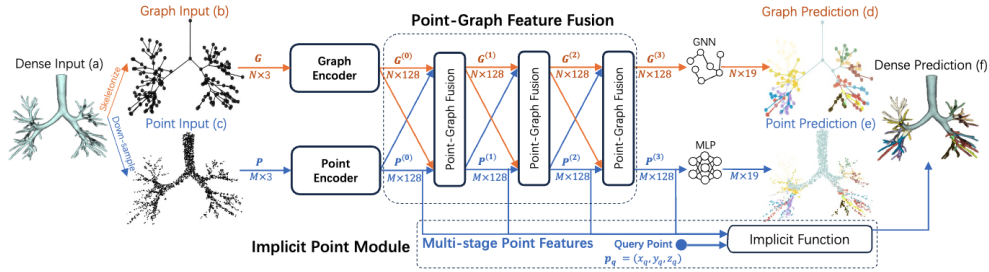 Point-Graph Feature Fusion
Graph Input (b)
Graph Prediction (d)
Dense Input (a)
Skeletonize
Down-sample
G
N×3
Graph
Encoder
G(0)
N×128
G(1)
N×128
G(2)
N×128
G(3)
N×128
GNN
N×19
Dense Prediction (f)
Point-Graph Fusion
Point-Graph Fusion
Point-Graph Fusion
Point Input (c)
Point Prediction (e)
P
M×3
Point
Encoder
P(0)
M×128
P(1)
M×128
P(2)
M×128
P(3)
M×128
MLP
M×19
Implicit Point Module
Multi-stage Point Features
Query Point
pq = (xq, yq, zq)
Implicit Function